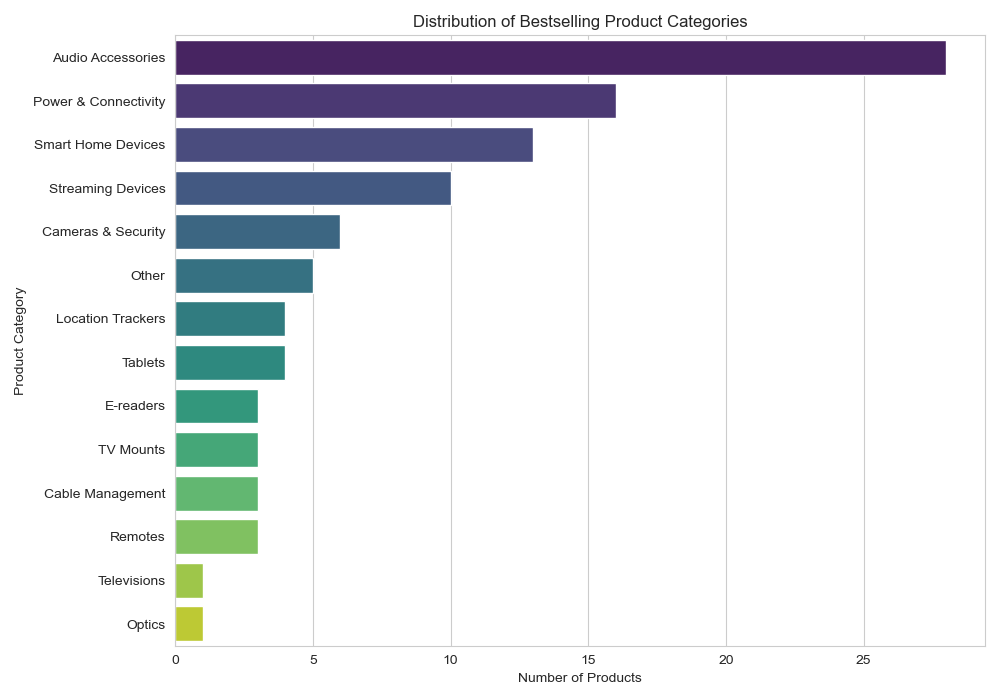 Distribution of Bestselling Product Categories
Product Category
Audio Accessories
Power & Connectivity
Smart Home Devices
Streaming Devices
Cameras & Security
Other
Location Trackers
Tablets
E-readers
TV Mounts
Cable Management
Remotes
Televisions
Optics
0 5 10 15 20 25
Number of Products